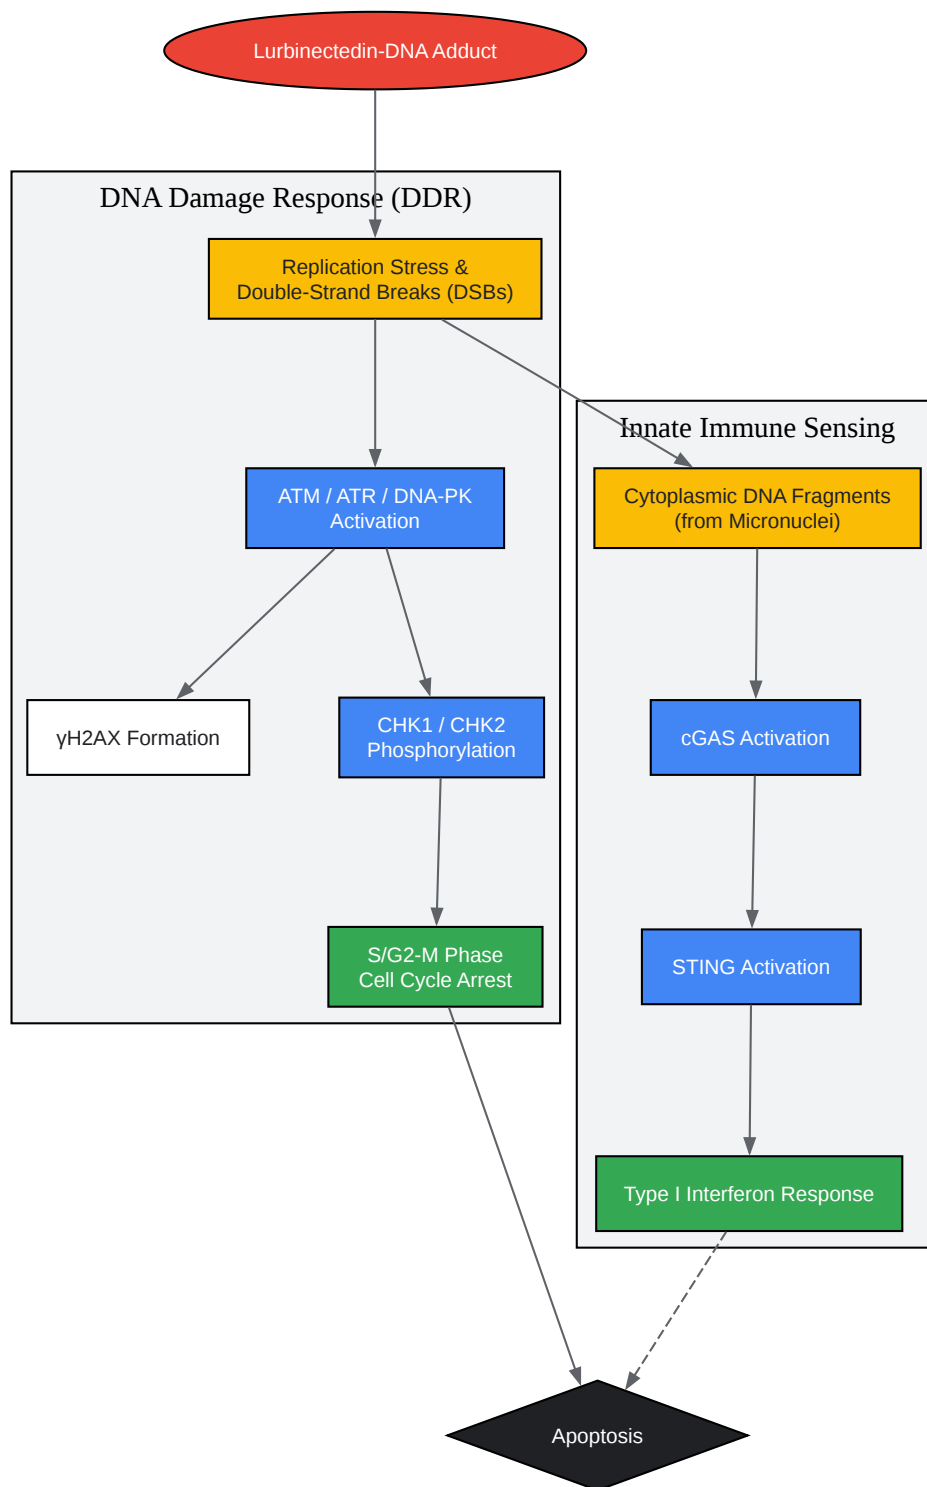 Lurbinectedin-DNA Adduct
DNA Damage Response (DDR)
Replication Stress &
Double-Strand Breaks (DSBs)
Innate Immune Sensing
ATM / ATR / DNA-PK
Activation
Cytoplasmic DNA Fragments
(from Micronuclei)
γH2AX Formation
CHK1 / CHK2
Phosphorylation
cGAS Activation
S/G2-M Phase
Cell Cycle Arrest
STING Activation
Type I Interferon Response
Apoptosis